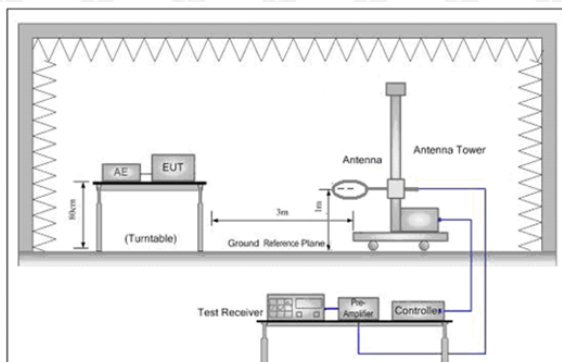 AE
EUT
Antenna
Antenna Tower
80cm
3m
1m
(Turntable)
Ground Reference Plane
Test Receiver
Pre-
Amplifier
Controller